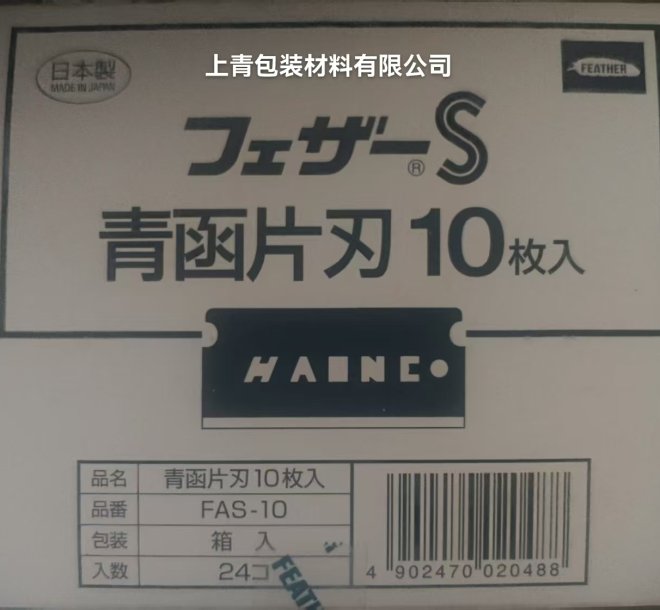 上青包装材料有限公司
日本製
MADE IN JAPAN
FEATHER
フェザー®S
青函片刃10枚入
品名 青函片刃10枚入
品番 FAS-10
包装 箱 入
入数 24コ
FEATH
4 902470 020488